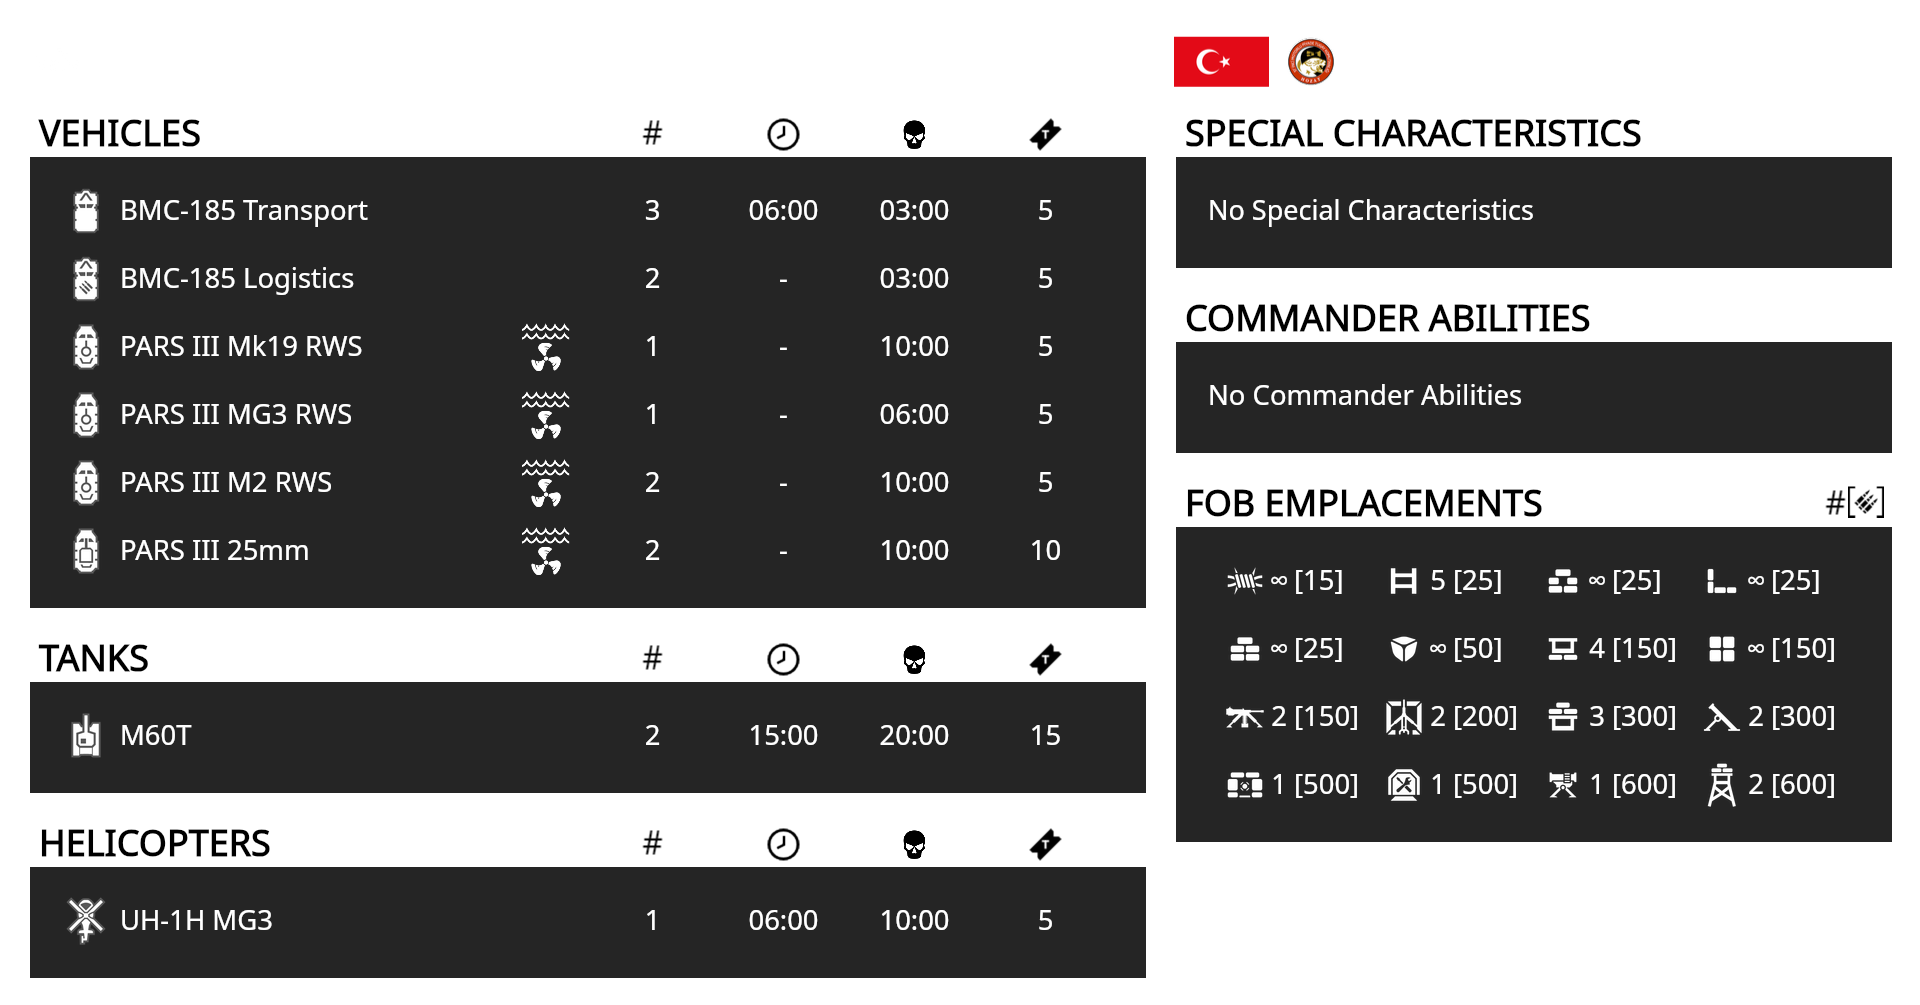 VEHICLES #
BMC-185 Transport 3 06:00 03:00 5
BMC-185 Logistics 2 - 03:00 5
PARS III Mk19 RWS 1 - 10:00 5
PARS III MG3 RWS 1 - 06:00 5
PARS III M2 RWS 2 - 10:00 5
PARS III 25mm 2 - 10:00 10
TANKS # T
M60T 2 15:00 20:00 15
HELICOPTERS # T
UH-1H MG3 1 06:00 10:00 5
SPECIAL CHARACTERISTICS
No Special Characteristics
COMMANDER ABILITIES
No Commander Abilities
FOB EMPLACEMENTS #[ ]
∞ [15] 5 [25] ∞ [25] ∞ [25]
∞ [25] ∞ [50] 4 [150] ∞ [150]
2 [150] 2 [200] 3 [300] 2 [300]
1 [500] 1 [500] 1 [600] 2 [600]